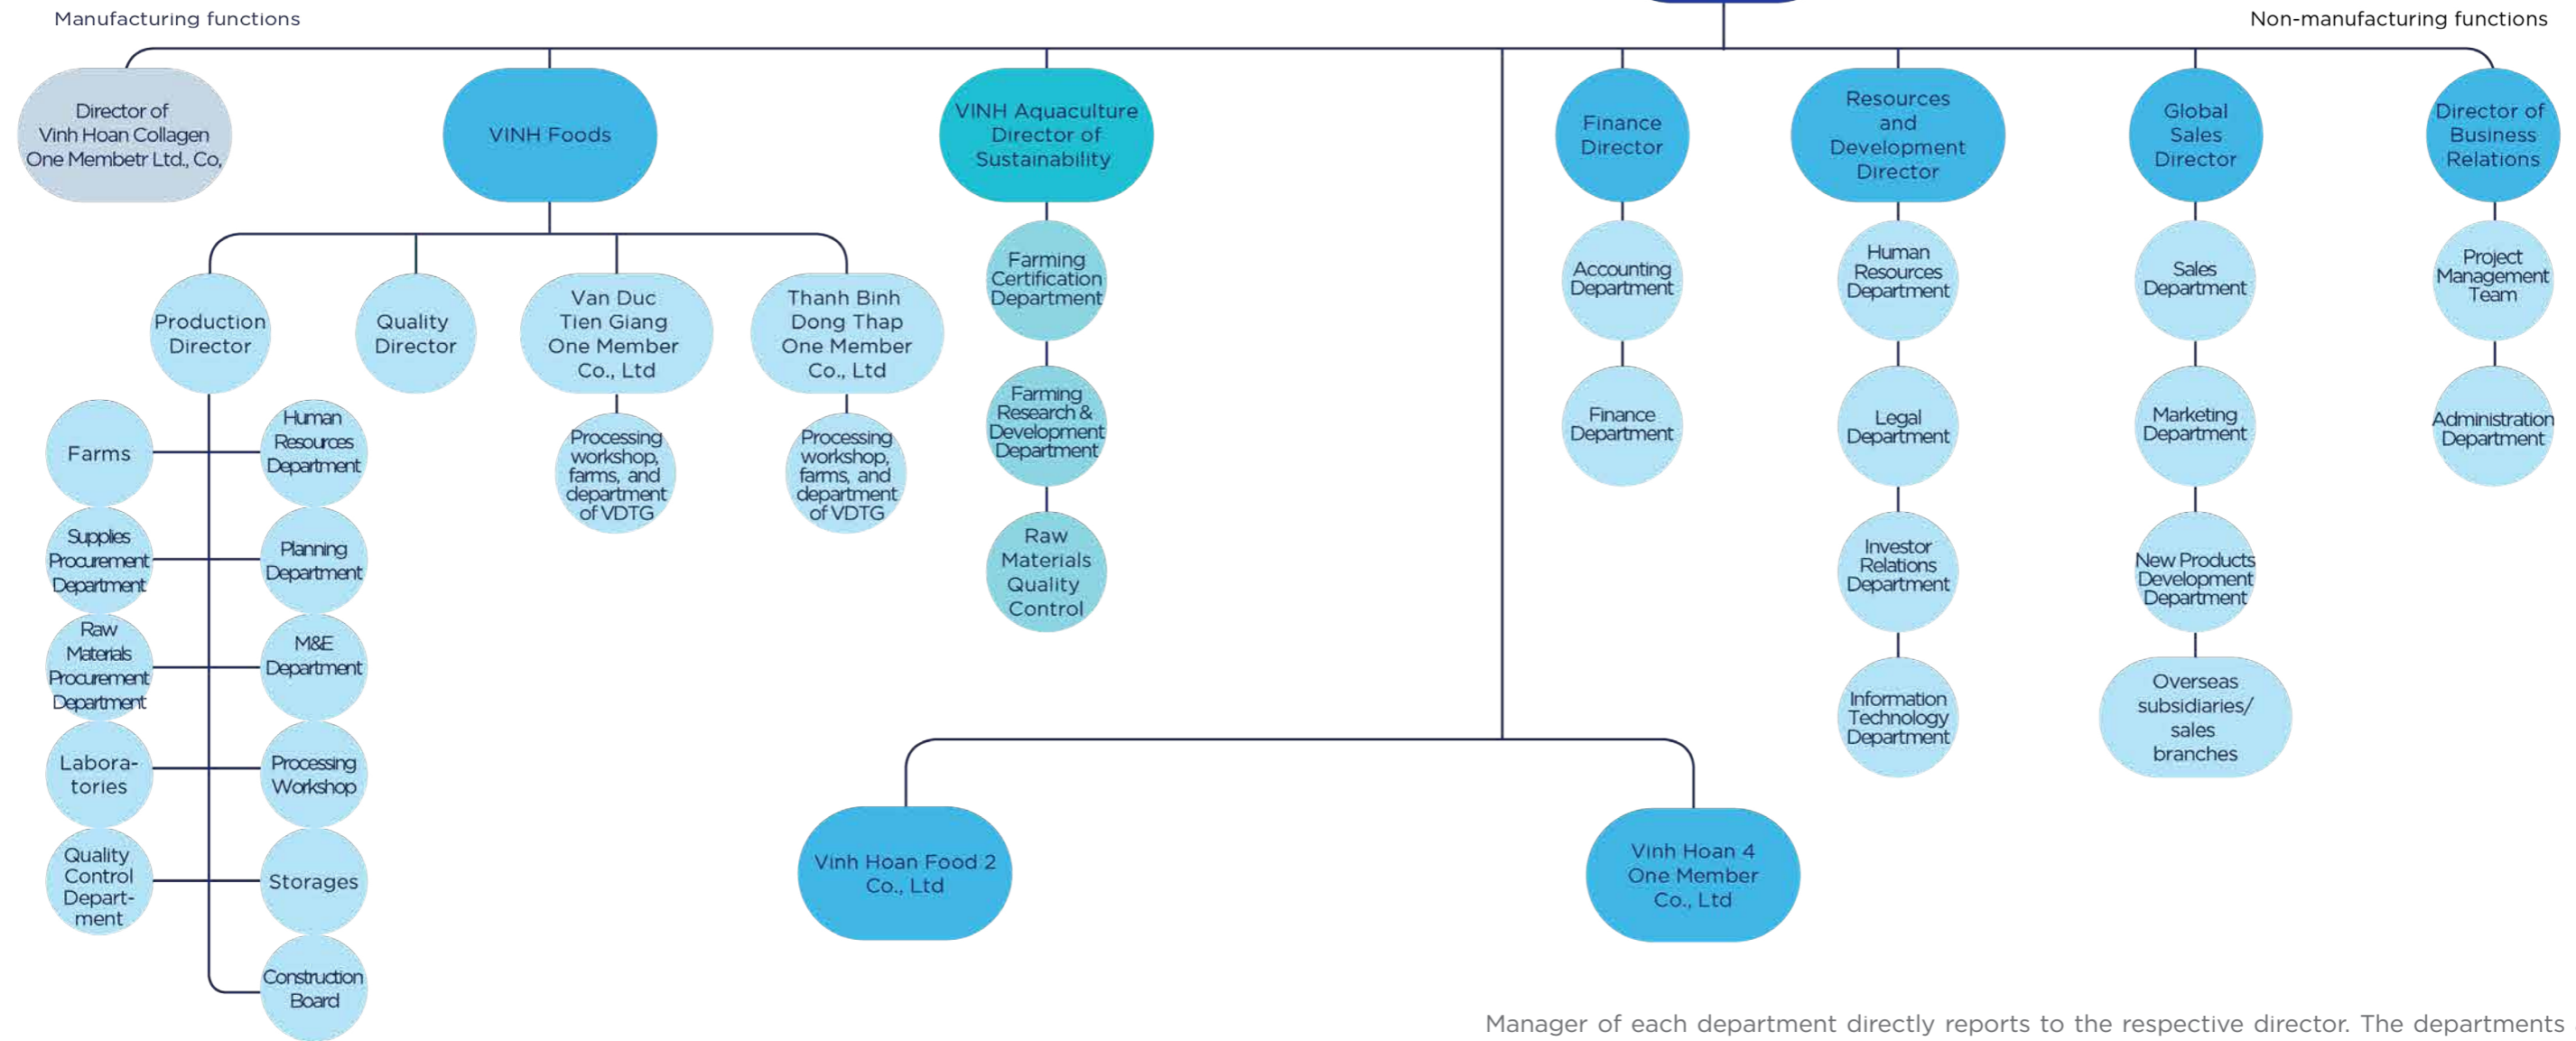 Manufacturing functions
Non-manufacturing functions
Director of
Vinh Hoan Collagen
One Membetr Ltd., Co,
VINH Foods
VINH Aquaculture
Director of
Sustainability
Finance
Director
Resources
and
Development
Director
Global
Sales
Director
Director of
Business
Relations
Production
Director
Quality
Director
Van Duc
Tien Giang
One Member
Co., Ltd
Thanh Binh
Dong Thap
One Member
Co., Ltd
Farms
Human
Resources
Department
Supplies
Procurement
Department
Planning
Department
Raw
Materials
Procurement
Department
M&E
Department
Labora-
tories
Processing
Workshop
Quality
Control
Depart-
ment
Storages
Construction
Board
Processing
workshop,
farms, and
department
of VDTG
Processing
workshop,
farms, and
department
of VDTG
Farming
Certification
Department
Farming
Research &
Development
Department
Raw
Materials
Quality
Control
Accounting
Department
Finance
Department
Human
Resources
Department
Legal
Department
Investor
Relations
Department
Information
Technology
Department
Sales
Department
Marketing
Department
New Products
Development
Department
Overseas
subsidiaries/
sales
branches
Project
Management
Team
Administration
Department
Vinh Hoan Food 2
Co., Ltd
Vinh Hoan 4
One Member
Co., Ltd
Manager of each department directly reports to the respective director. The departments